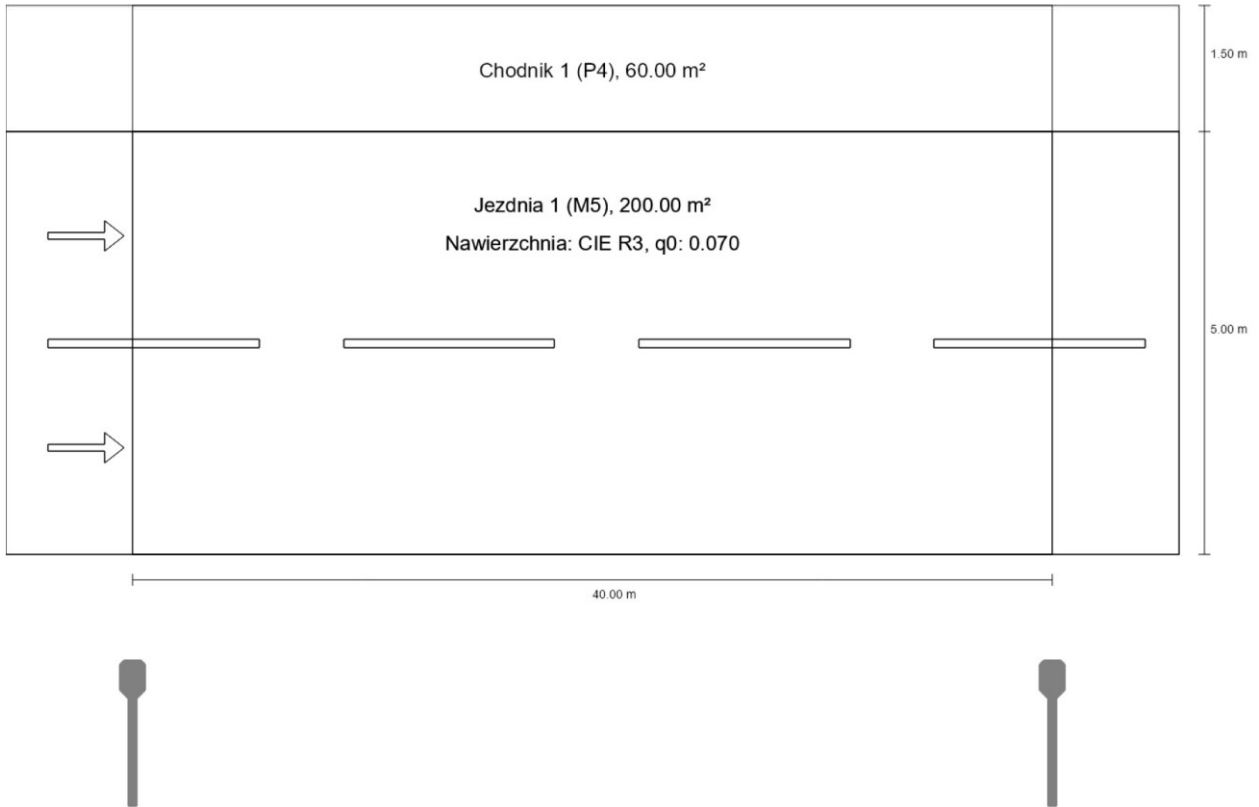 1.50 m
Chodnik 1 (P4), 60.00 m²
Jezdnia 1 (M5), 200.00 m²
Nawierzchnia: CIE R3, q0: 0.070
5.00 m
40.00 m